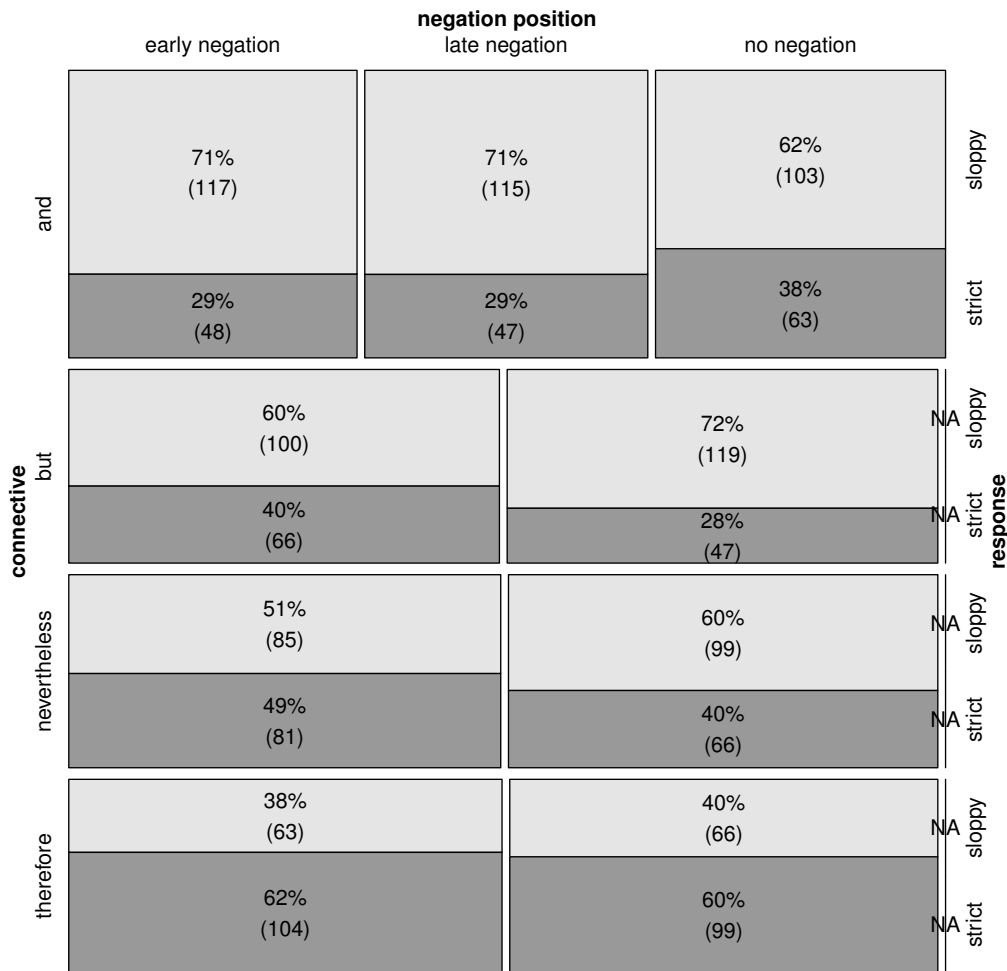 negation position
early negation late negation no negation
connective
response
and
71%
(117)
71%
(115)
62%
(103)
sloppy
29%
(48)
29%
(47)
38%
(63)
strict
but
60%
(100)
72%
(119)
NA
sloppy
40%
(66)
28%
(47)
NA
strict
nevertheless
51%
(85)
60%
(99)
NA
sloppy
49%
(81)
40%
(66)
NA
strict
therefore
38%
(63)
40%
(66)
NA
sloppy
62%
(104)
60%
(99)
NA
strict